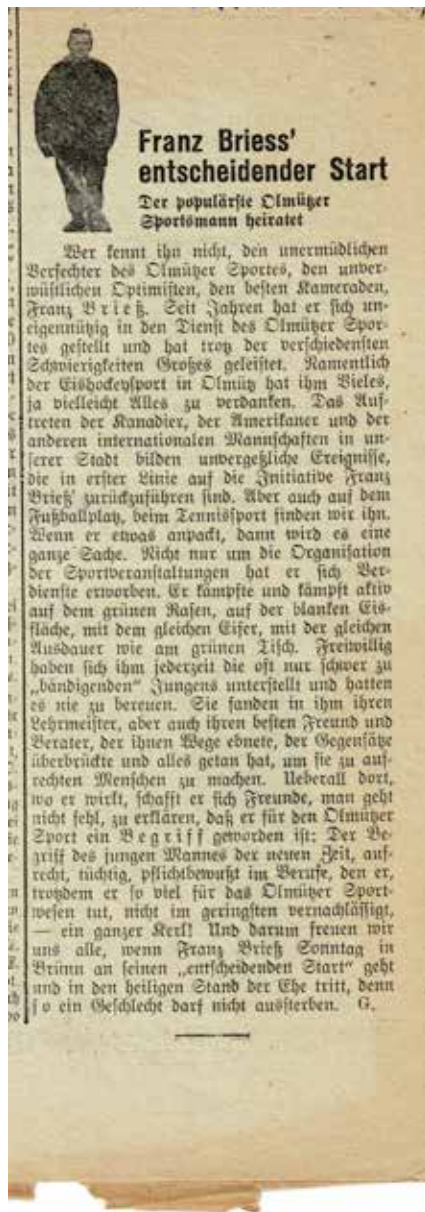 Franz Briess'
entscheidender Start
Der populärste Olmützer
Sportsmann heiratet
Wer kennt ihn nicht, den unermüdlichen
Verfechter des Olmützer Sportes, den unver-
wüstlichen Optimisten, den besten Kameraden,
Franz Brieß. Seit Jahren hat er sich un-
eigennützig in den Dienst des Olmützer Spor-
tes gestellt und hat trotz der verschiedensten
Schwierigkeiten Großes geleistet. Namentlich
der Eishockeysport in Olmütz hat ihm Vieles,
ja vielleicht Alles zu verdanken. Das Auf-
treten der Kanadier, der Amerikaner und der
anderen internationalen Mannschaften in un-
serer Stadt bilden unvergeßliche Ereignisse,
die in erster Linie auf die Initiative Franz
Brieß' zurückzuführen sind. Aber auch auf dem
Fußballplatz, beim Tennissport finden wir ihn.
Wenn er etwas anpackt, dann wird es eine
ganze Sache. Nicht nur um die Organisation
der Sportveranstaltungen hat er sich Ver-
dienste erworben. Er kämpfte und kämpft aktiv
auf dem grünen Rasen, auf der blanken Eis-
fläche, mit dem gleichen Eifer, mit der gleichen
Ausdauer wie am grünen Tisch. Freiwillig
haben sich ihm jederzeit die oft nur schwer zu
„bändigenden" Jungens unterstellt und hatten
es nie zu bereuen. Sie fanden in ihm ihren
Lehrmeister, aber auch ihren besten Freund und
Berater, der ihnen Wege ebnete, der Gegensätze
überbrückte und alles getan hat, um sie zu auf-
rechten Menschen zu machen. Ueberall dort,
wo er wirkt, schafft er sich Freunde, man geht
nicht fehl, zu erklären, daß er für den Olmützer
Sport ein Begriff geworden ist: Der Be-
griff des jungen Mannes der neuen Zeit, auf-
recht, tüchtig, pflichtbewußt im Berufe, den er,
trotzdem er so viel für das Olmützer Sport-
wesen tut, nicht im geringsten vernachlässigt,
— ein ganzer Kerl! Und darum freuen wir
uns alle, wenn Franz Brieß Sonntag in
Brünn an seinen „entscheidenden Start" geht
und in den heiligen Stand der Ehe tritt, denn
so ein Geschlecht darf nicht aussterben. G.